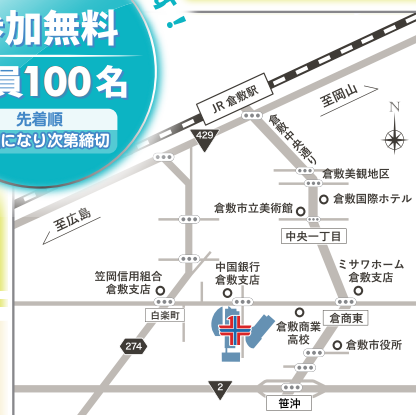 参加無料
員100名
先着順
になり次第締切
す!
JR 倉敷駅
至岡山
N
429
倉敷中央通り
倉敷美観地区
倉敷国際ホテル
倉敷市立美術館
中央一丁目
至広島
笠岡信用組合
倉敷支店
中国銀行
倉敷支店
ミサワホーム
倉敷支店
白楽町
倉敷商業
高校
倉商東
274
倉敷市役所
2
笹沖